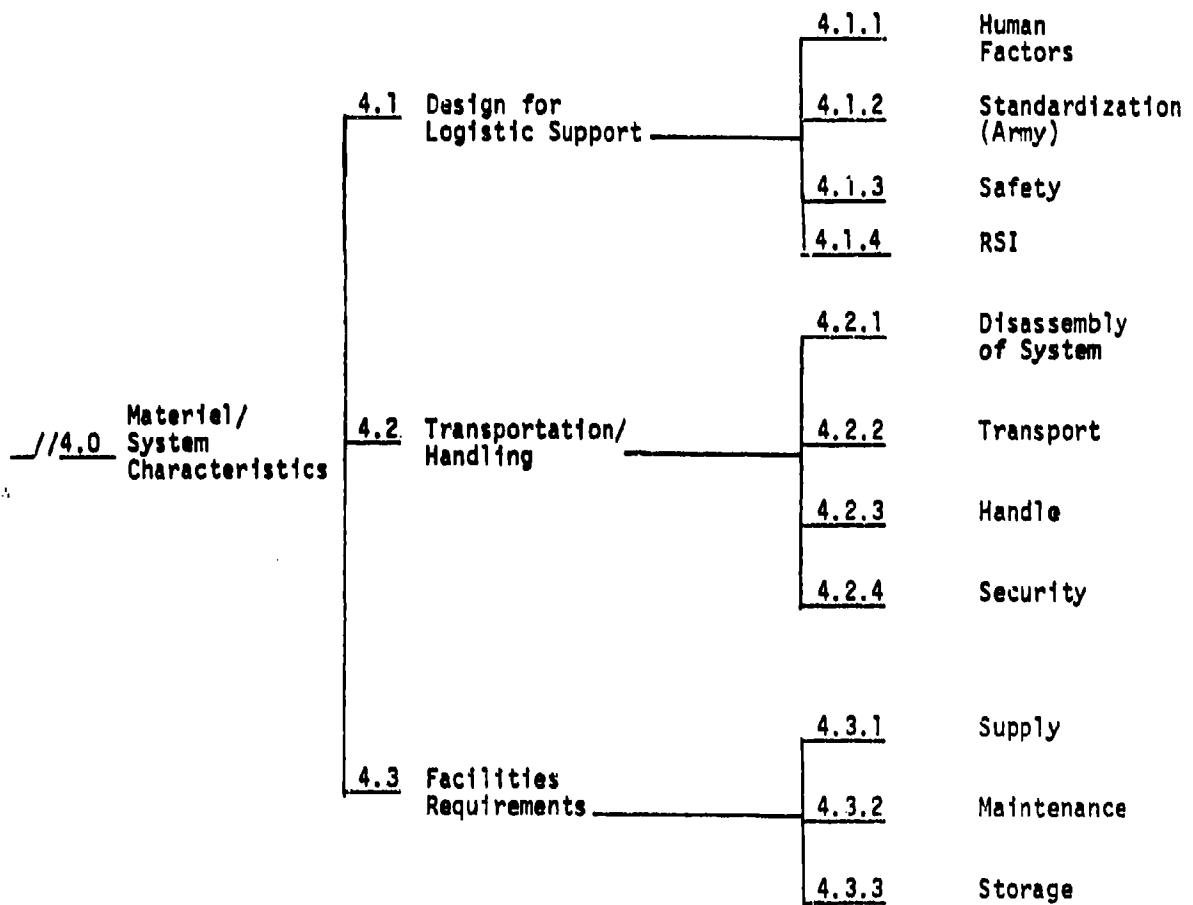 4.1.1 Human
Factors
4.1 Design for
Logistic Support
4.1.2 Standardization
(Army)
4.1.3 Safety
4.1.4 RSI
4.2.1 Disassembly
of System
//4.0 Materiel/
System
Characteristics
4.2 Transportation/
Handling
4.2.2 Transport
4.2.3 Handle
4.2.4 Security
4.3 Facilities
Requirements
4.3.1 Supply
4.3.2 Maintenance
4.3.3 Storage